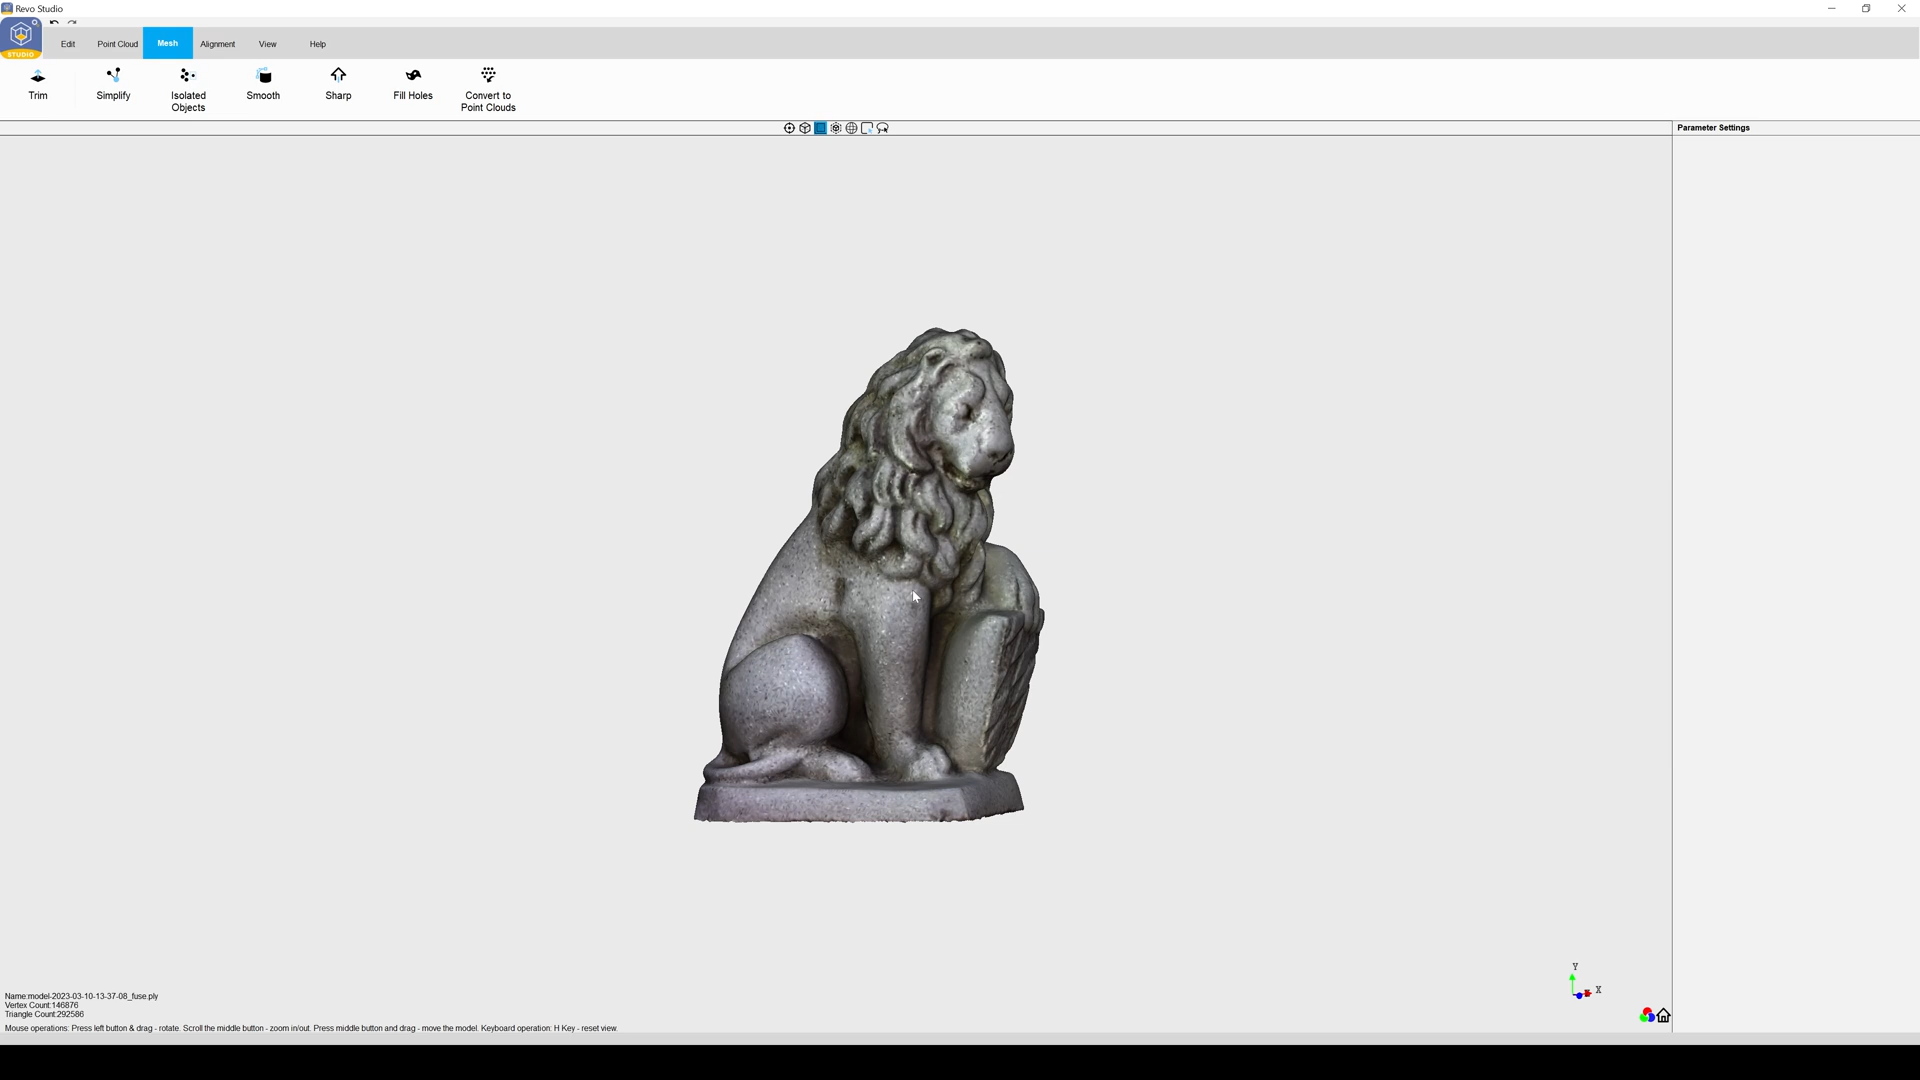 Revo Studio
STUDIO
Edit Point Cloud Mesh Alignment View Help
Trim Simplify Isolated Objects Smooth Sharp Fill Holes Convert to Point Clouds
Parameter Settings
Y
X
Name:model-2023-03-10-13-37-08_fuse.ply
Vertex Count:146876
Triangle Count:292586
Mouse operations: Press left button & drag - rotate. Scroll the middle button - zoom in/out. Press middle button and drag - move the model. Keyboard operation: H Key - reset view.